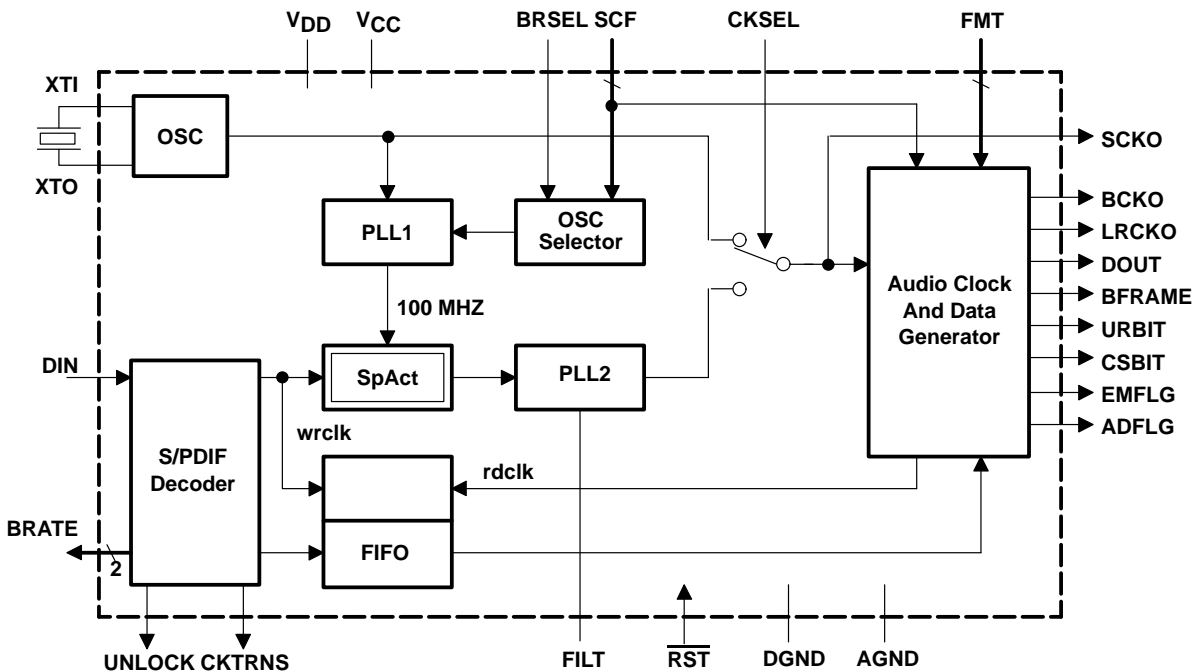 VDD VCC BRSEL SCF CKSEL FMT
XTI
OSC
XTO
SCKO
PLL1
OSC
Selector
BCKO
LRCKO
DOUT
BFRAME
URBIT
CSBIT
EMFLG
ADFLG
Audio Clock
And Data
Generator
100 MHZ
DIN
SpAct
PLL2
wrclk
S/PDIF
Decoder
rdclk
BRATE
2
FIFO
UNLOCK CKTRNS FILT RST DGND AGND